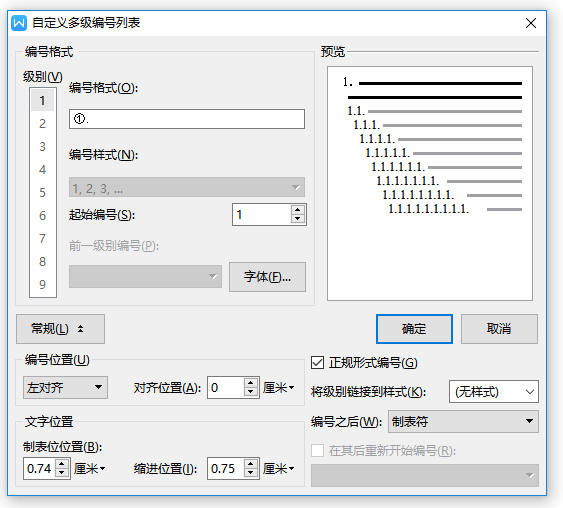 自定义多级编号列表
编号格式
级别(V)
1
2
3
4
5
6
7
8
9
编号格式(O):
①.
编号样式(N):
1, 2, 3, ...
起始编号(S):
1
前一级别编号(P):
字体(F)...
预览
1.
1.1.
1.1.1.
1.1.1.1.
1.1.1.1.1.
1.1.1.1.1.1.
1.1.1.1.1.1.1.
1.1.1.1.1.1.1.1.
1.1.1.1.1.1.1.1.1.
常规(L)
确定
取消
编号位置(U)
左对齐
对齐位置(A):
0
厘米
文字位置
制表位位置(B):
0.74
厘米
缩进位置(I):
0.75
厘米
正规形式编号(G)
将级别链接到样式(K):
(无样式)
编号之后(W):
制表符
在其后重新开始编号(R):